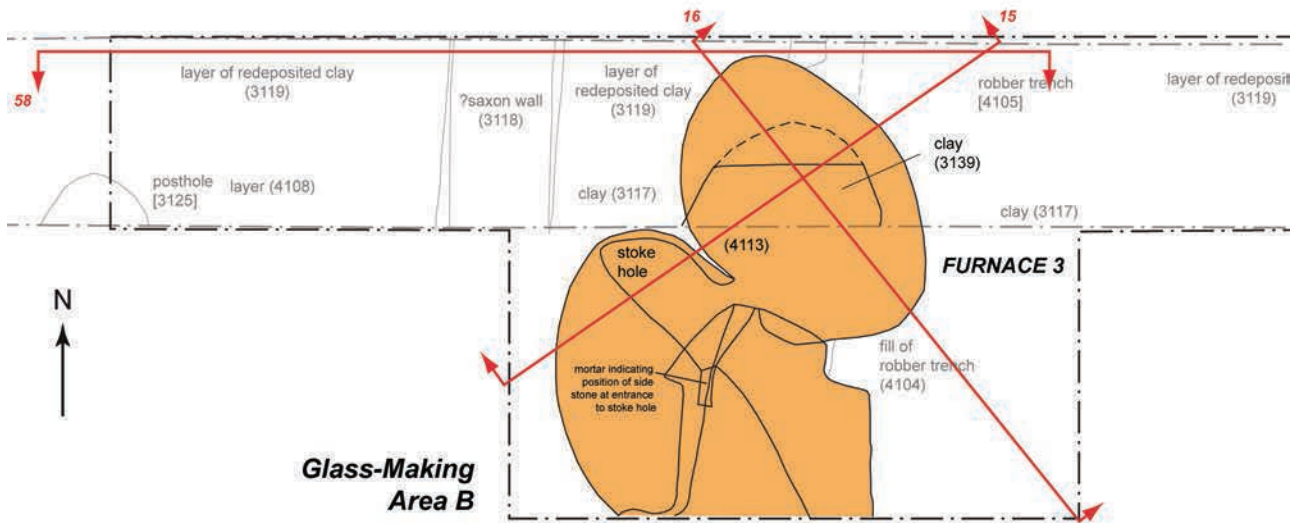 16
15
58
layer of redeposited clay
(3119)
?saxon wall
(3118)
layer of
redeposited clay
(3119)
robber trench
[4105]
layer of redeposit
(3119)
clay
(3139)
posthole
[3125]
layer (4108)
clay (3117)
clay (3117)
(4113)
stoke
hole
FURNACE 3
N
mortar indicating
position of side
stone at entrance
to stoke hole
fill of
robber trench
(4104)
Glass-Making
Area B